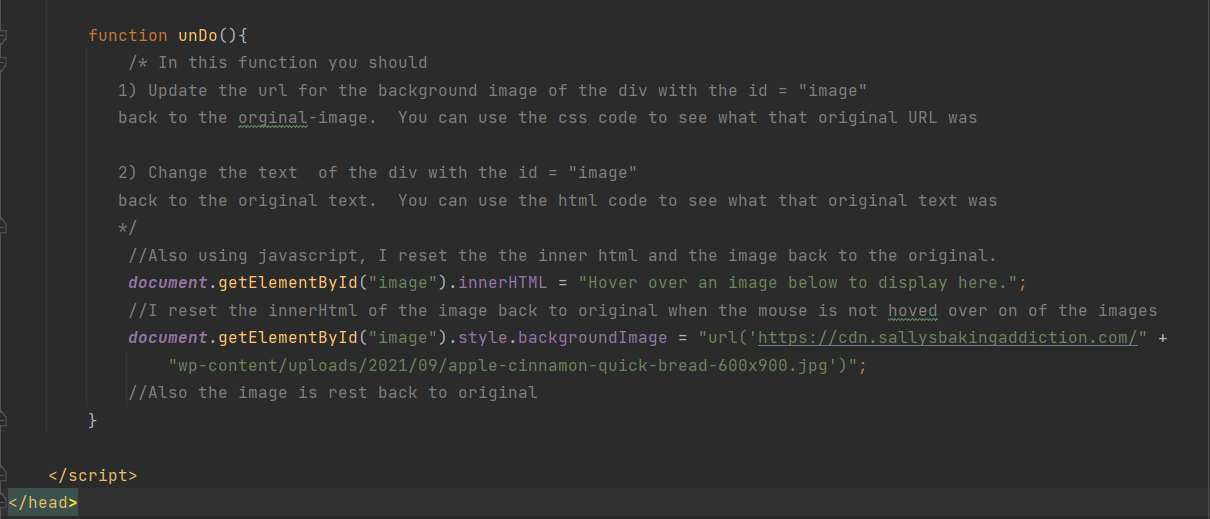 function unDo(){
/* In this function you should
1) Update the url for the background image of the div with the id = "image"
back to the orginal-image.  You can use the css code to see what that original URL was
2) Change the text  of the div with the id = "image"
back to the original text.  You can use the html code to see what that original text was
*/
//Also using javascript, I reset the the inner html and the image back to the original.
document.getElementById("image").innerHTML = "Hover over an image below to display here.";
//I reset the innerHtml of the image back to original when the mouse is not hoved over on of the images
document.getElementById("image").style.backgroundImage = "url('https://cdn.sallysbakingaddiction.com/" +
"wp-content/uploads/2021/09/apple-cinnamon-quick-bread-600x900.jpg')";
//Also the image is rest back to original
}
</script>
</head>